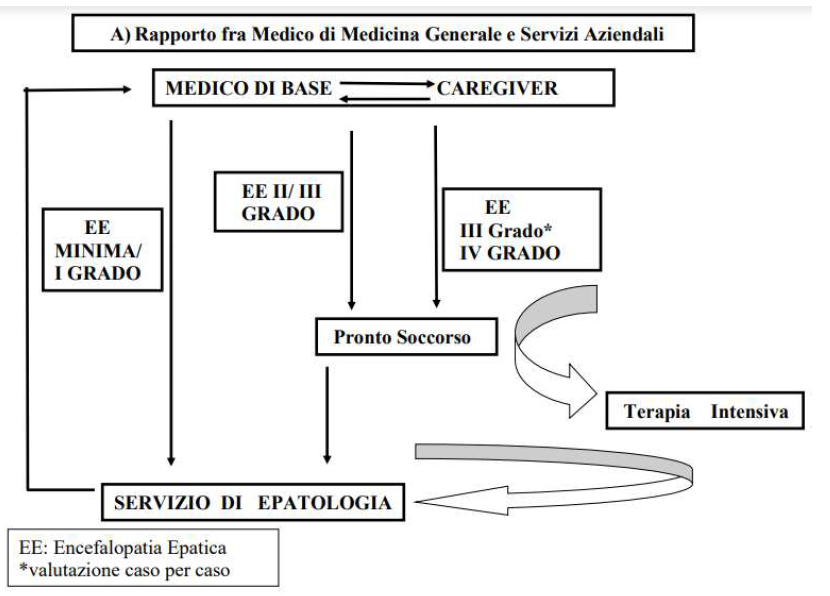 A) Rapporto fra Medico di Medicina Generale e Servizi Aziendali
MEDICO DI BASE CAREGIVER
EE II/ III
GRADO
EE
III Grado*
IV GRADO
EE
MINIMA/
I GRADO
Pronto Soccorso
Terapia Intensiva
SERVIZIO DI EPATOLOGIA
EE: Encefalopatia Epatica
*valutazione caso per caso